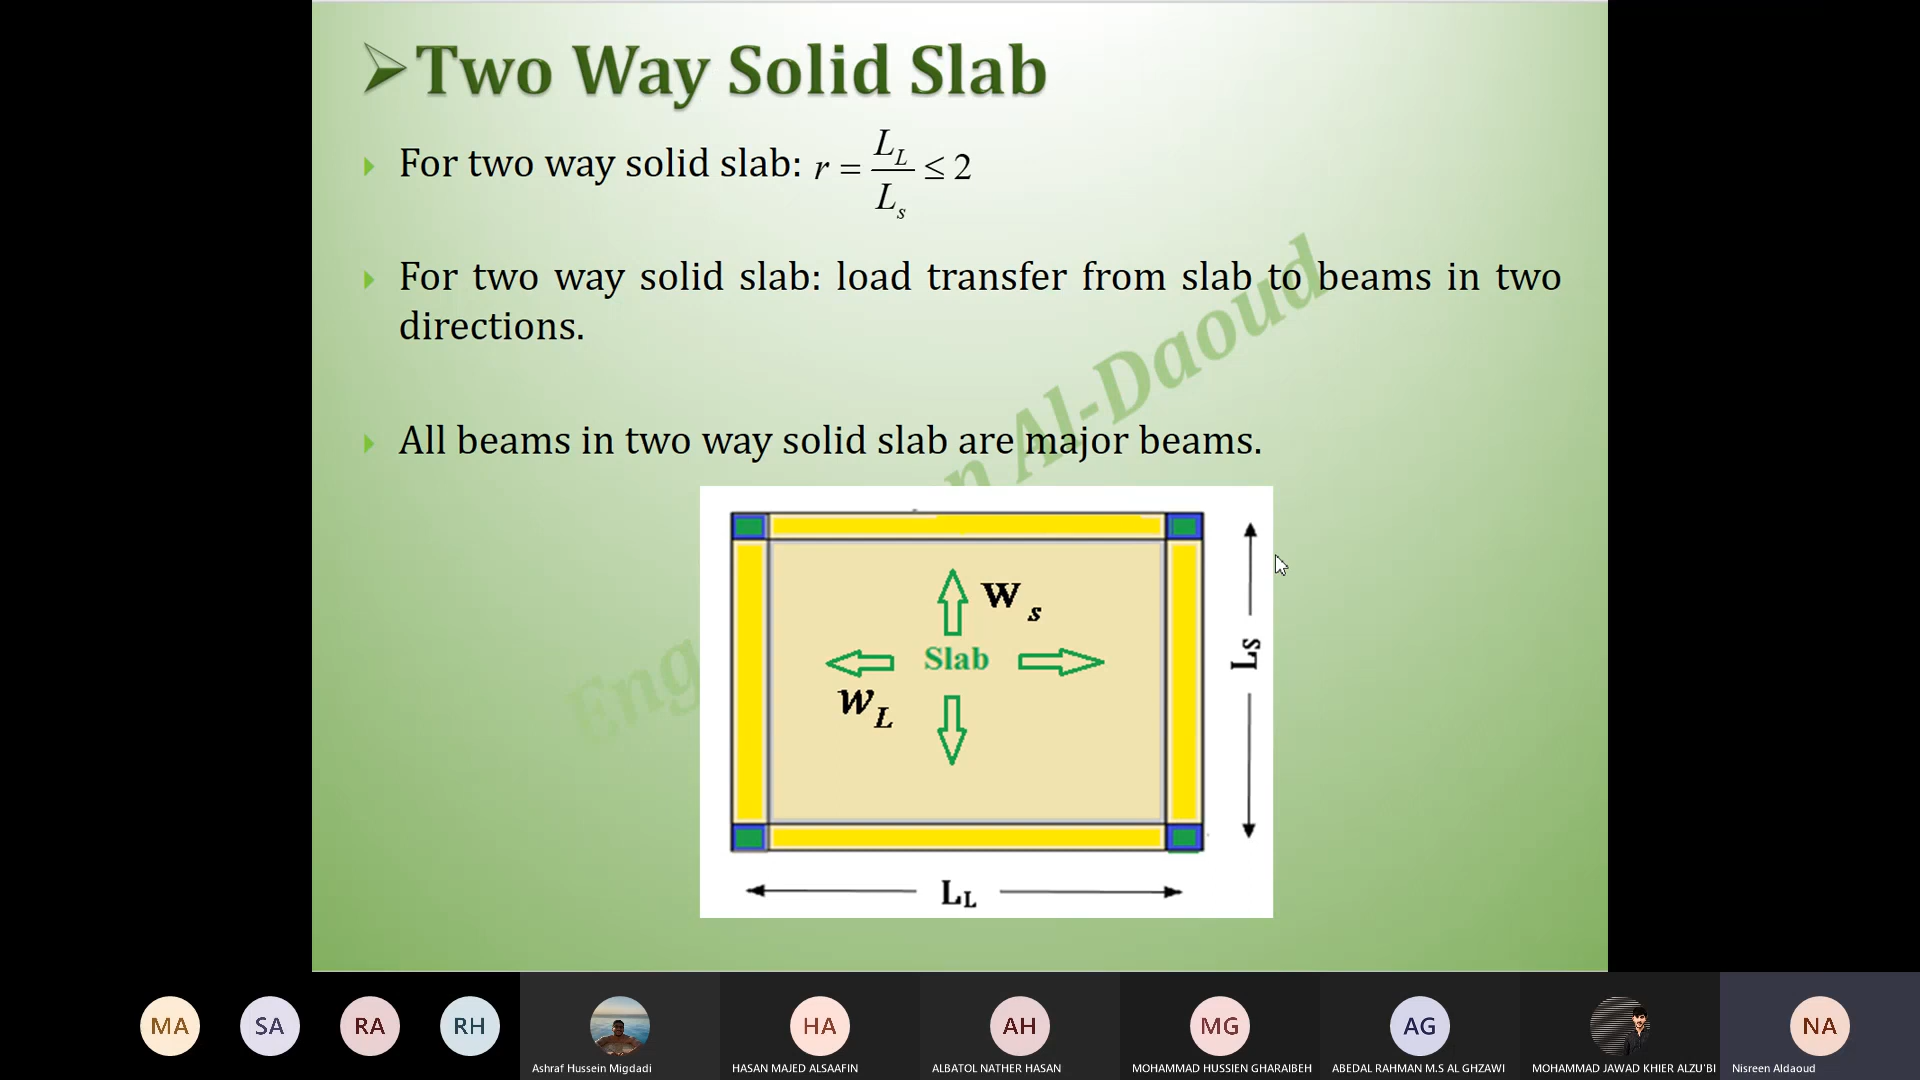 Two Way Solid Slab
For two way solid slab: r = L_L / L_s ≤ 2
For two way solid slab: load transfer from slab to beams in two
directions.
All beams in two way solid slab are major beams.
Eng n Al-Daoud
W s
Slab
W L
LS
LL
MA SA RA RH HA AH MG AG NA
Ashraf Hussein Migdadi HASAN MAJED ALSAAFIN ALBATOL NATHER HASAN MOHAMMAD HUSSIEN GHARAIBEH ABEDAL RAHMAN M.S AL GHZAWI MOHAMMAD JAWAD KHIER ALZU'BI Nisreen Aldaoud